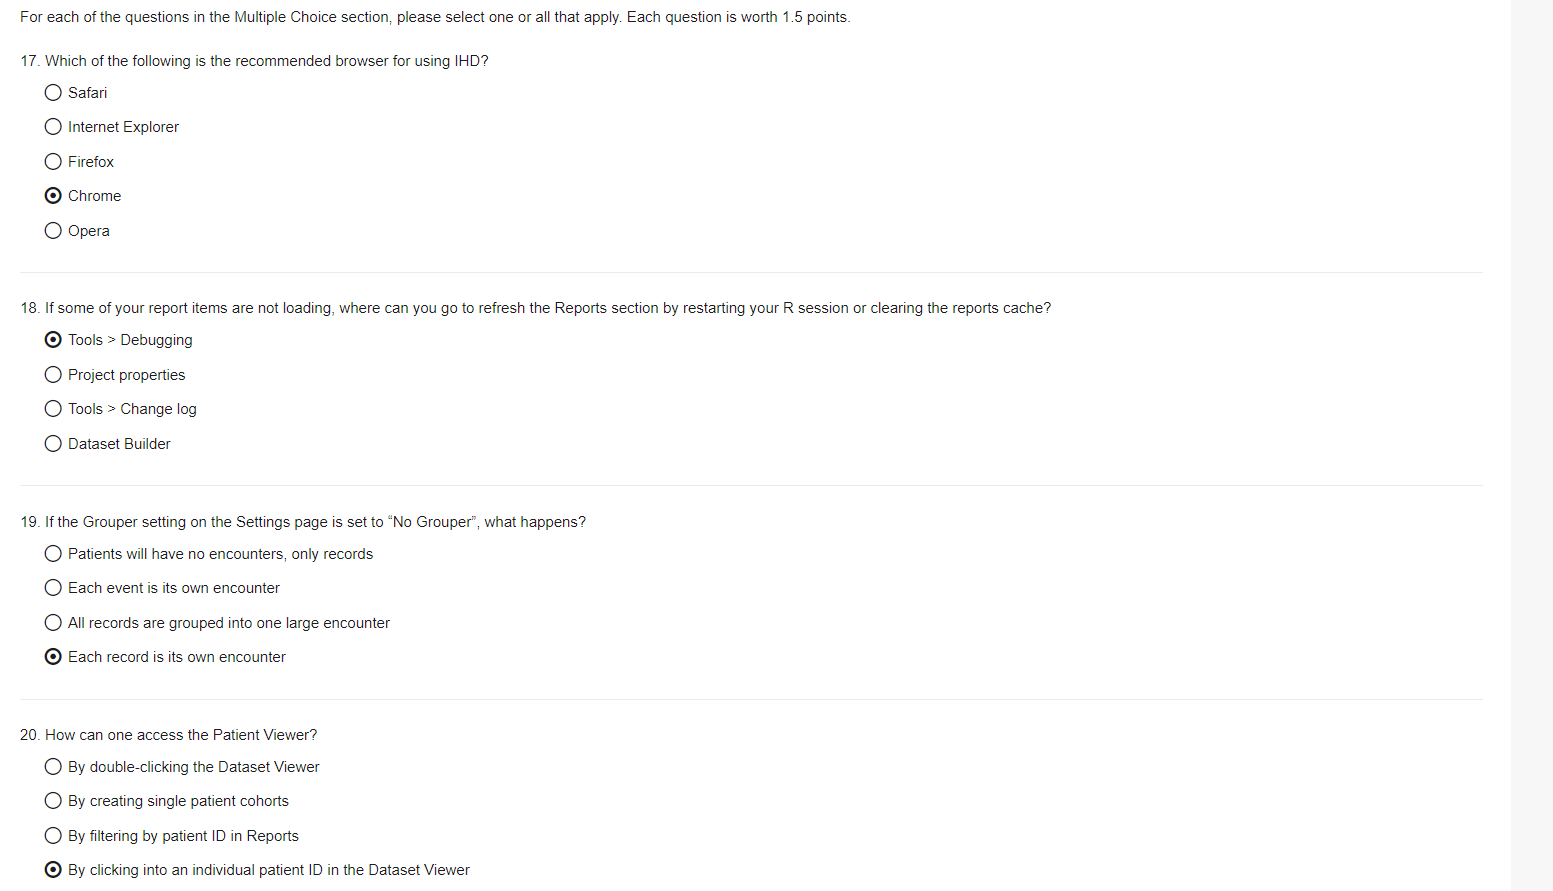 For each of the questions in the Multiple Choice section, please select one or all that apply. Each question is worth 1.5 points.
17. Which of the following is the recommended browser for using IHD?
Safari
Internet Explorer
Firefox
Chrome
Opera
18. If some of your report items are not loading, where can you go to refresh the Reports section by restarting your R session or clearing the reports cache?
Tools > Debugging
Project properties
Tools > Change log
Dataset Builder
19. If the Grouper setting on the Settings page is set to “No Grouper”, what happens?
Patients will have no encounters, only records
Each event is its own encounter
All records are grouped into one large encounter
Each record is its own encounter
20. How can one access the Patient Viewer?
By double-clicking the Dataset Viewer
By creating single patient cohorts
By filtering by patient ID in Reports
By clicking into an individual patient ID in the Dataset Viewer